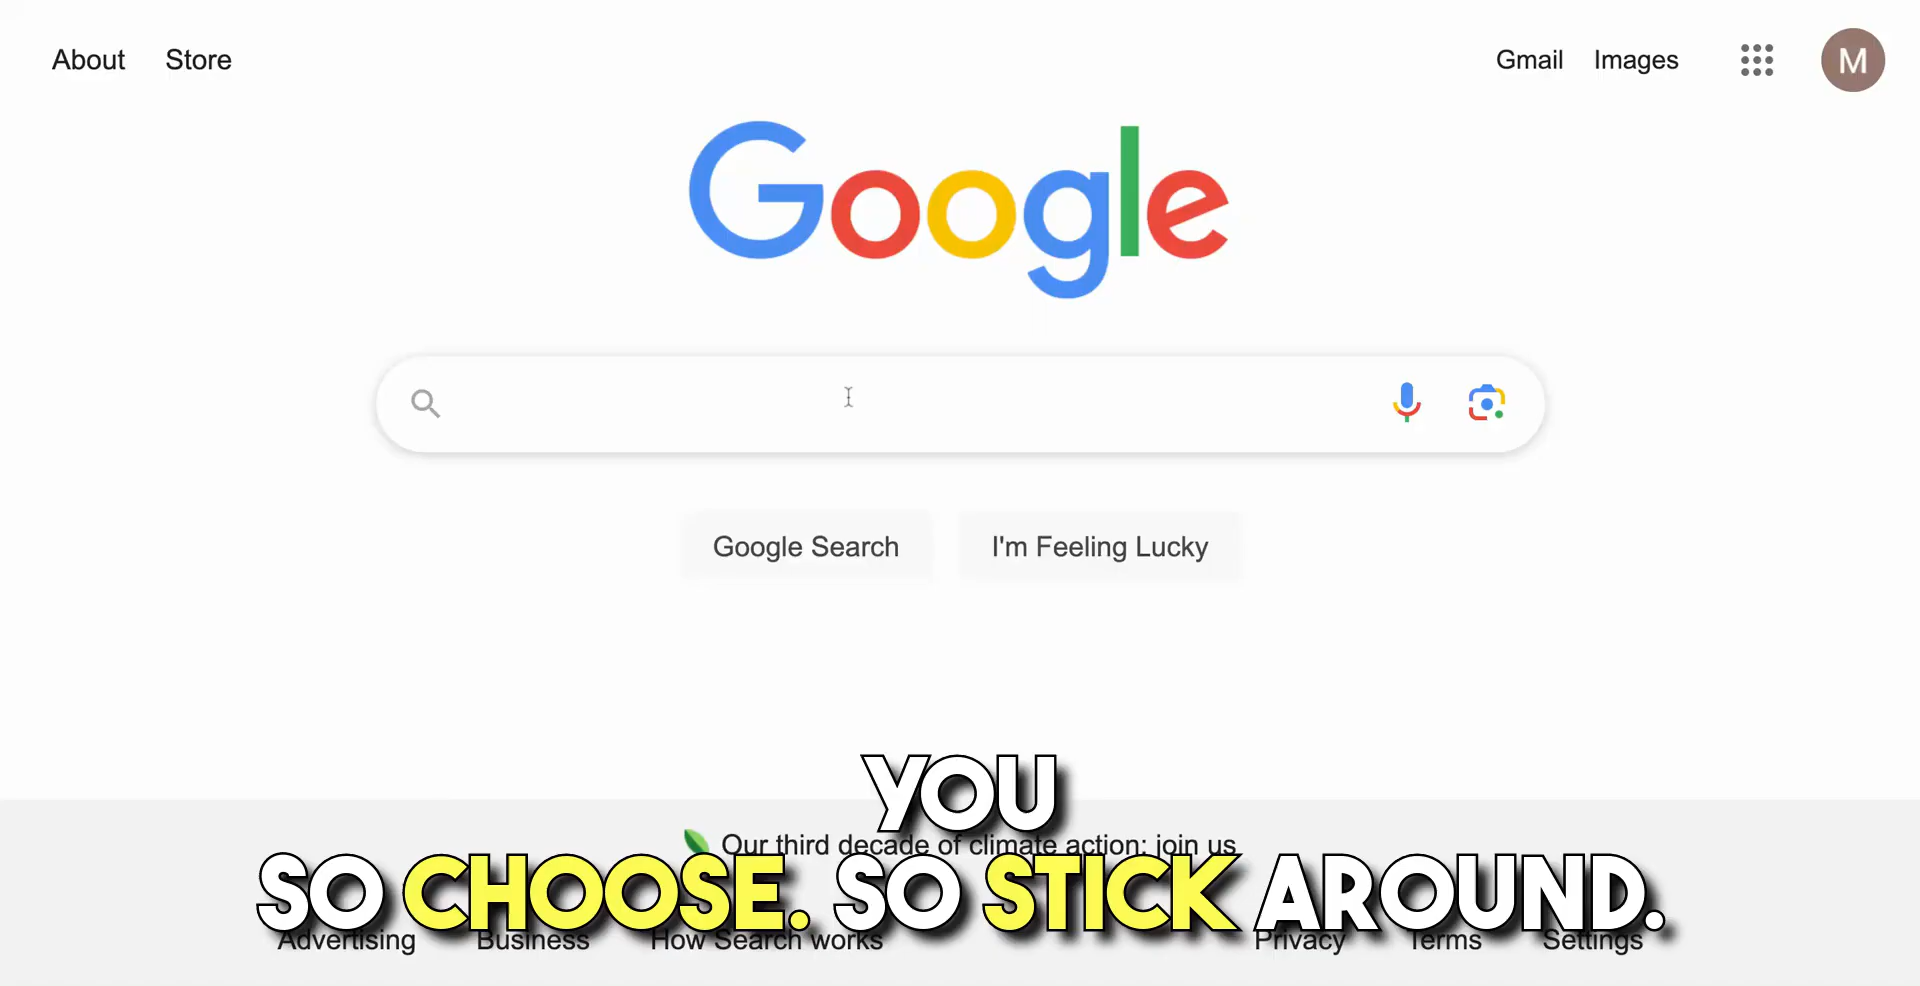 About Store Gmail Images M
Google
Google Search I'm Feeling Lucky
YOU
Our third decade of climate action: join us
SO CHOOSE. SO STICK AROUND.
Advertising Business How Search works Privacy Terms Settings